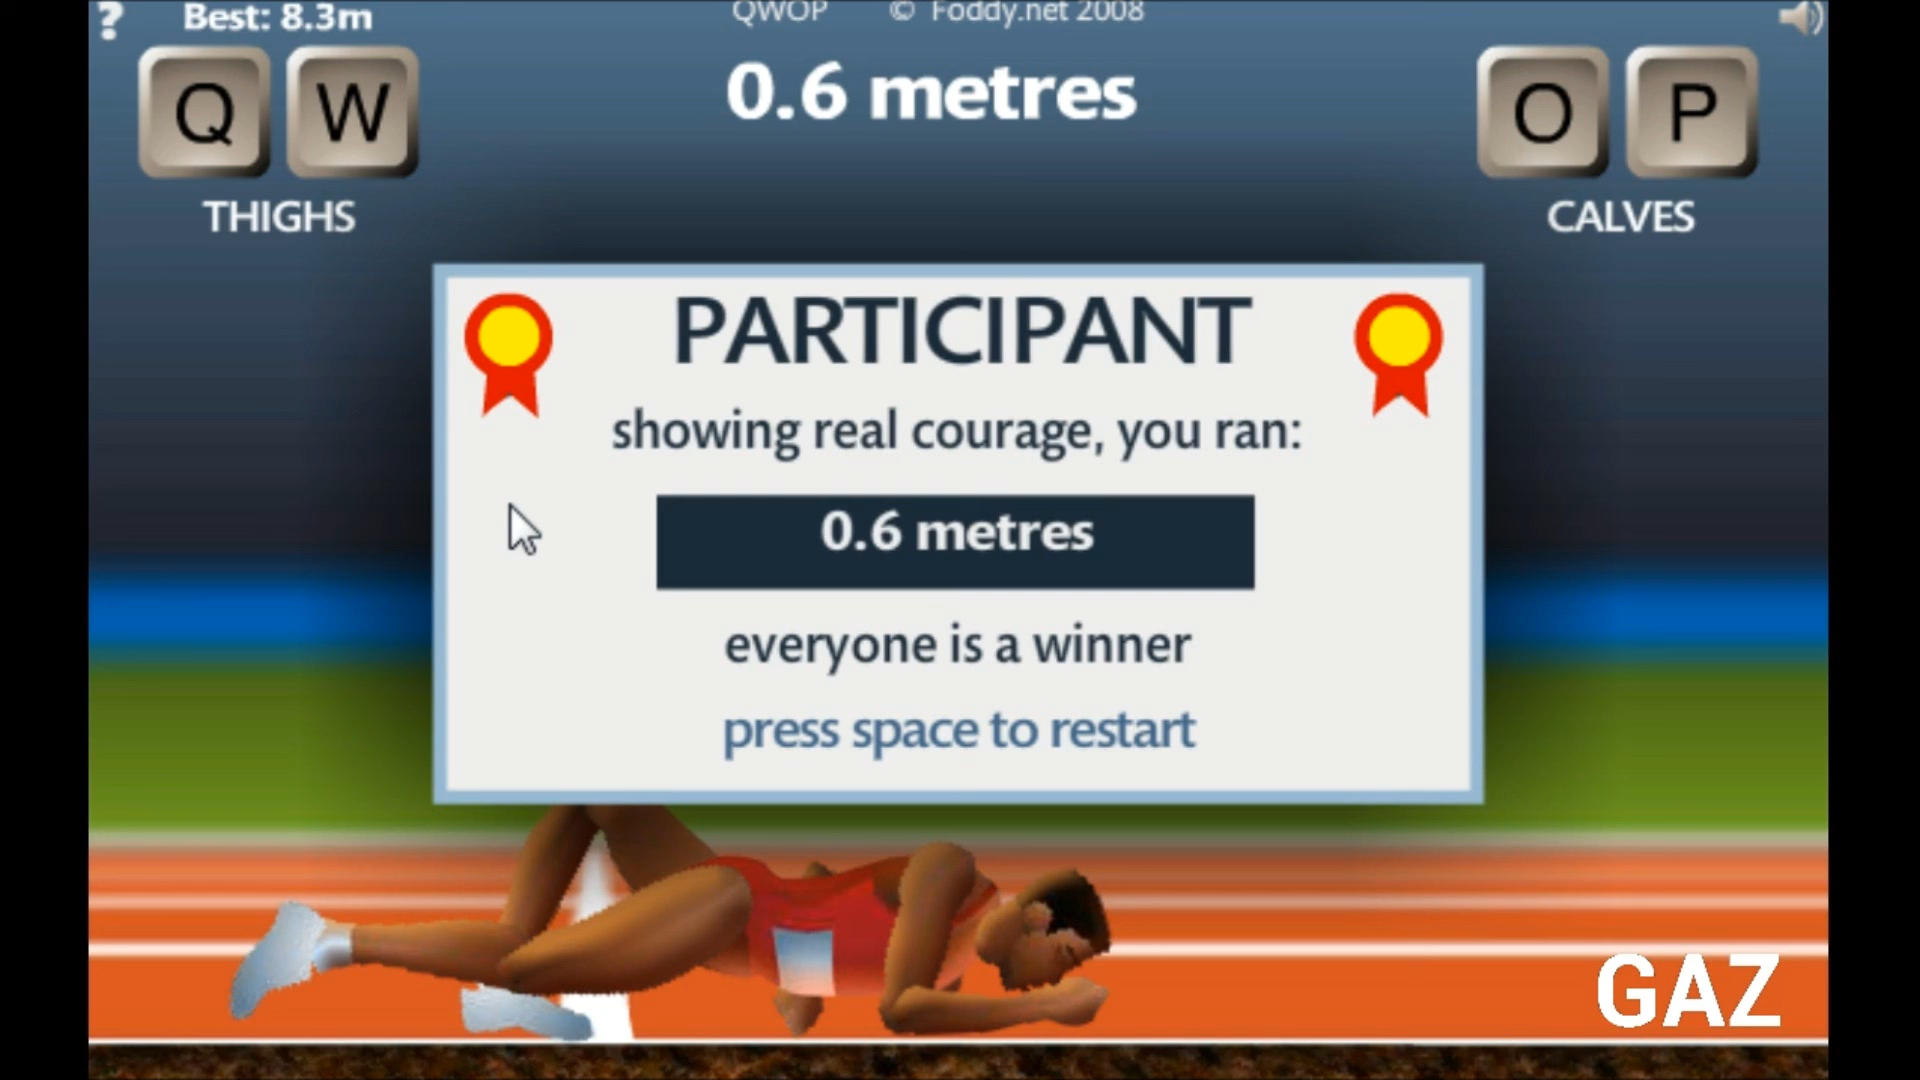 ?
Best: 8.3m
QWOP © Foddy.net 2008
0.6 metres
Q W
THIGHS
O P
CALVES
PARTICIPANT
showing real courage, you ran:
0.6 metres
everyone is a winner
press space to restart
GAZ